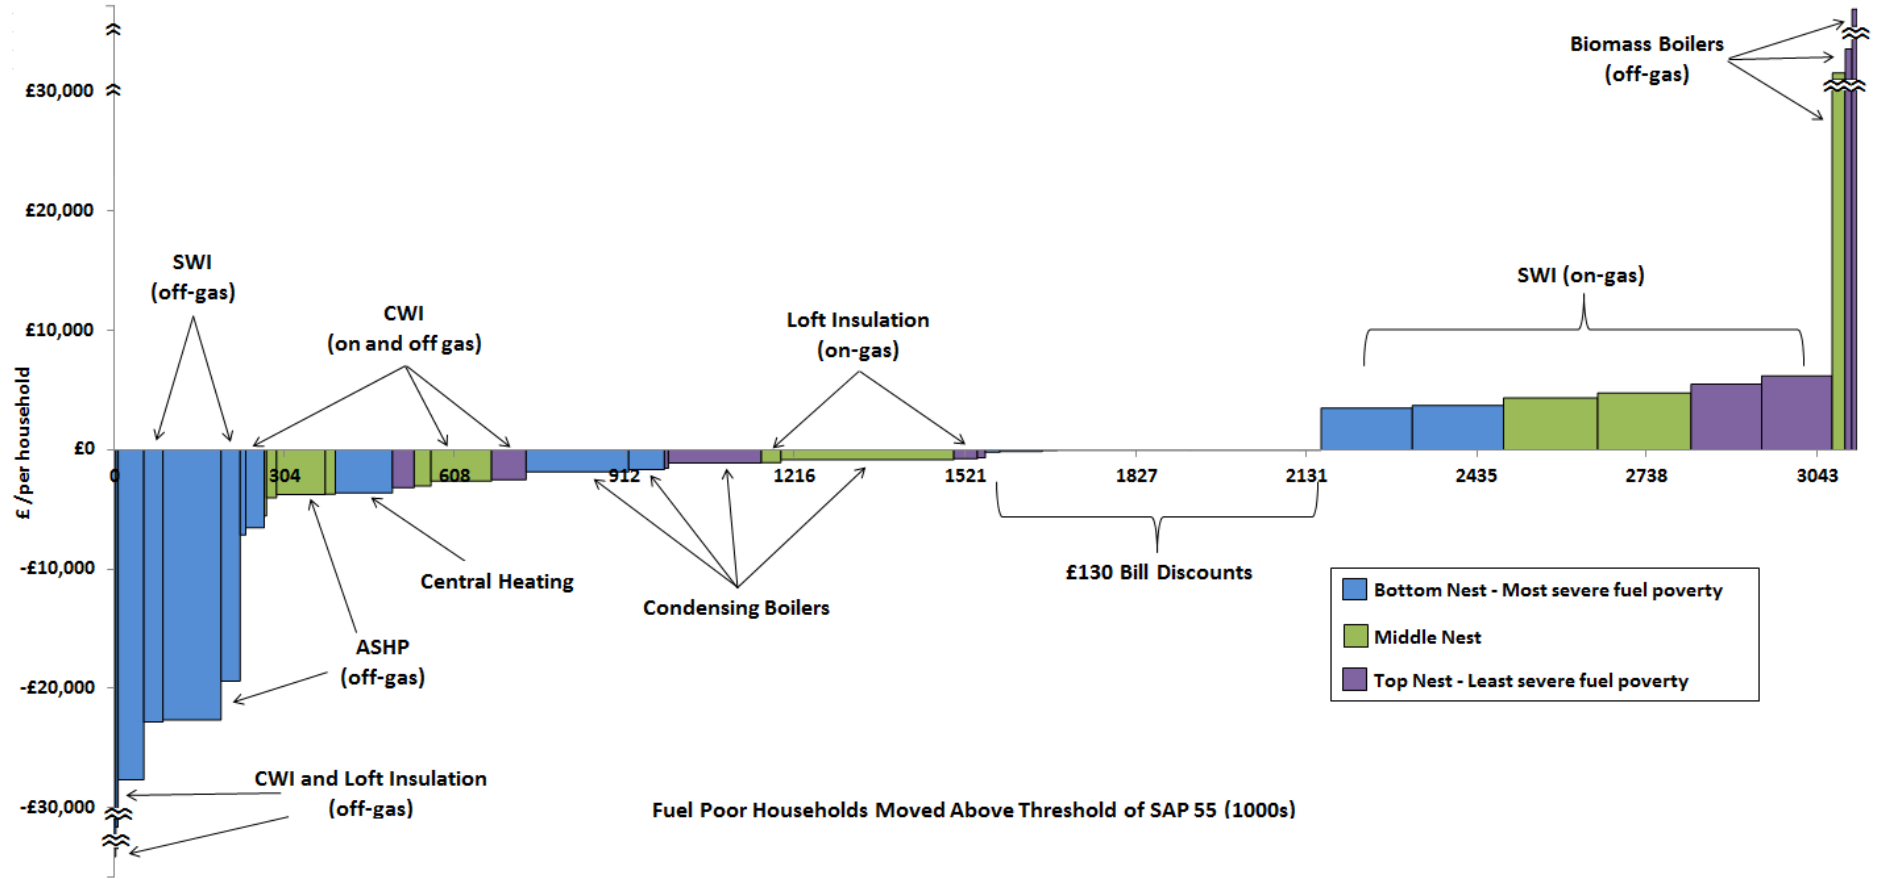 Biomass Boilers
(off-gas)
£30,000
£20,000
SWI
(off-gas)
SWI (on-gas)
CWI
(on and off gas)
Loft Insulation
(on-gas)
£10,000
£ /per household
£0
0 304 608 912 1216 1521 1827 2131 2435 2738 3043
-£10,000
Central Heating
Condensing Boilers
£130 Bill Discounts
Bottom Nest - Most severe fuel poverty
Middle Nest
Top Nest - Least severe fuel poverty
ASHP
(off-gas)
-£20,000
CWI and Loft Insulation
(off-gas)
-£30,000
Fuel Poor Households Moved Above Threshold of SAP 55 (1000s)